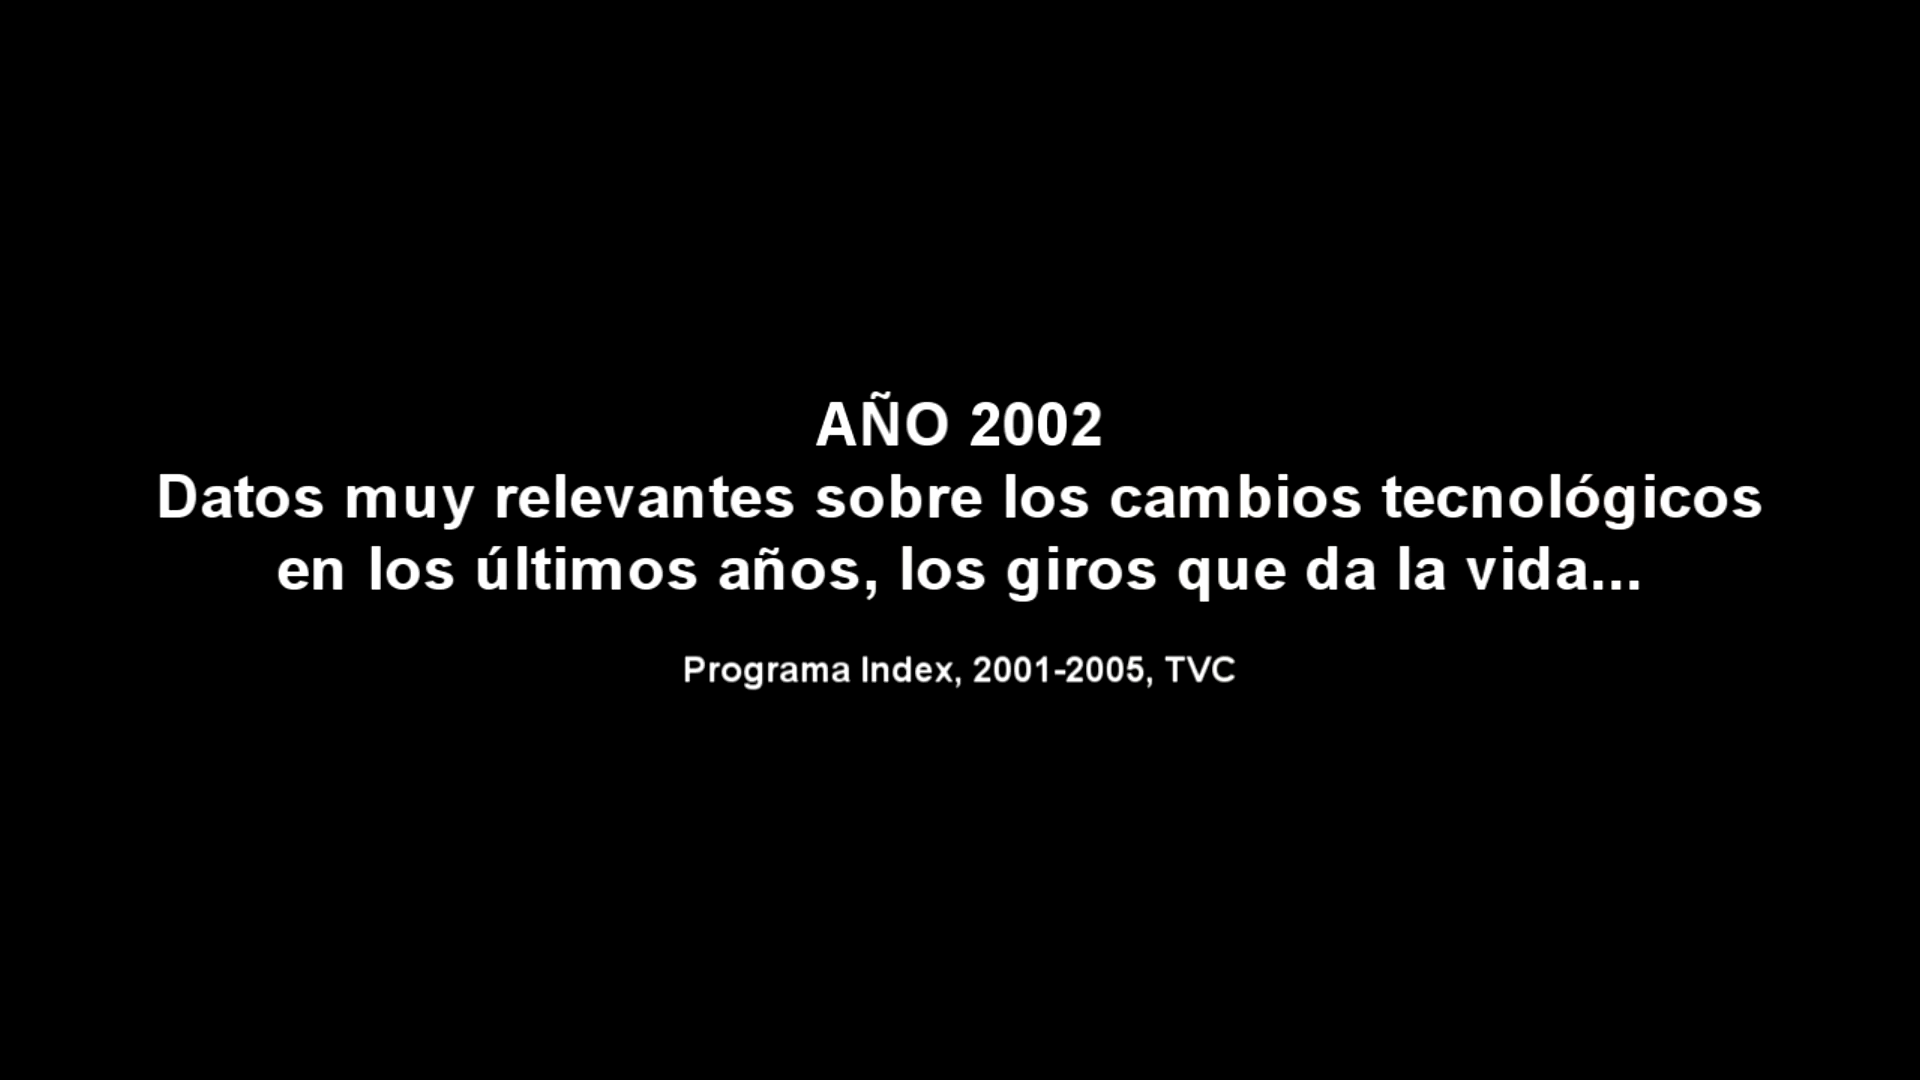 AÑO 2002
Datos muy relevantes sobre los cambios tecnológicos
en los últimos años, los giros que da la vida...
Programa Index, 2001-2005, TVC